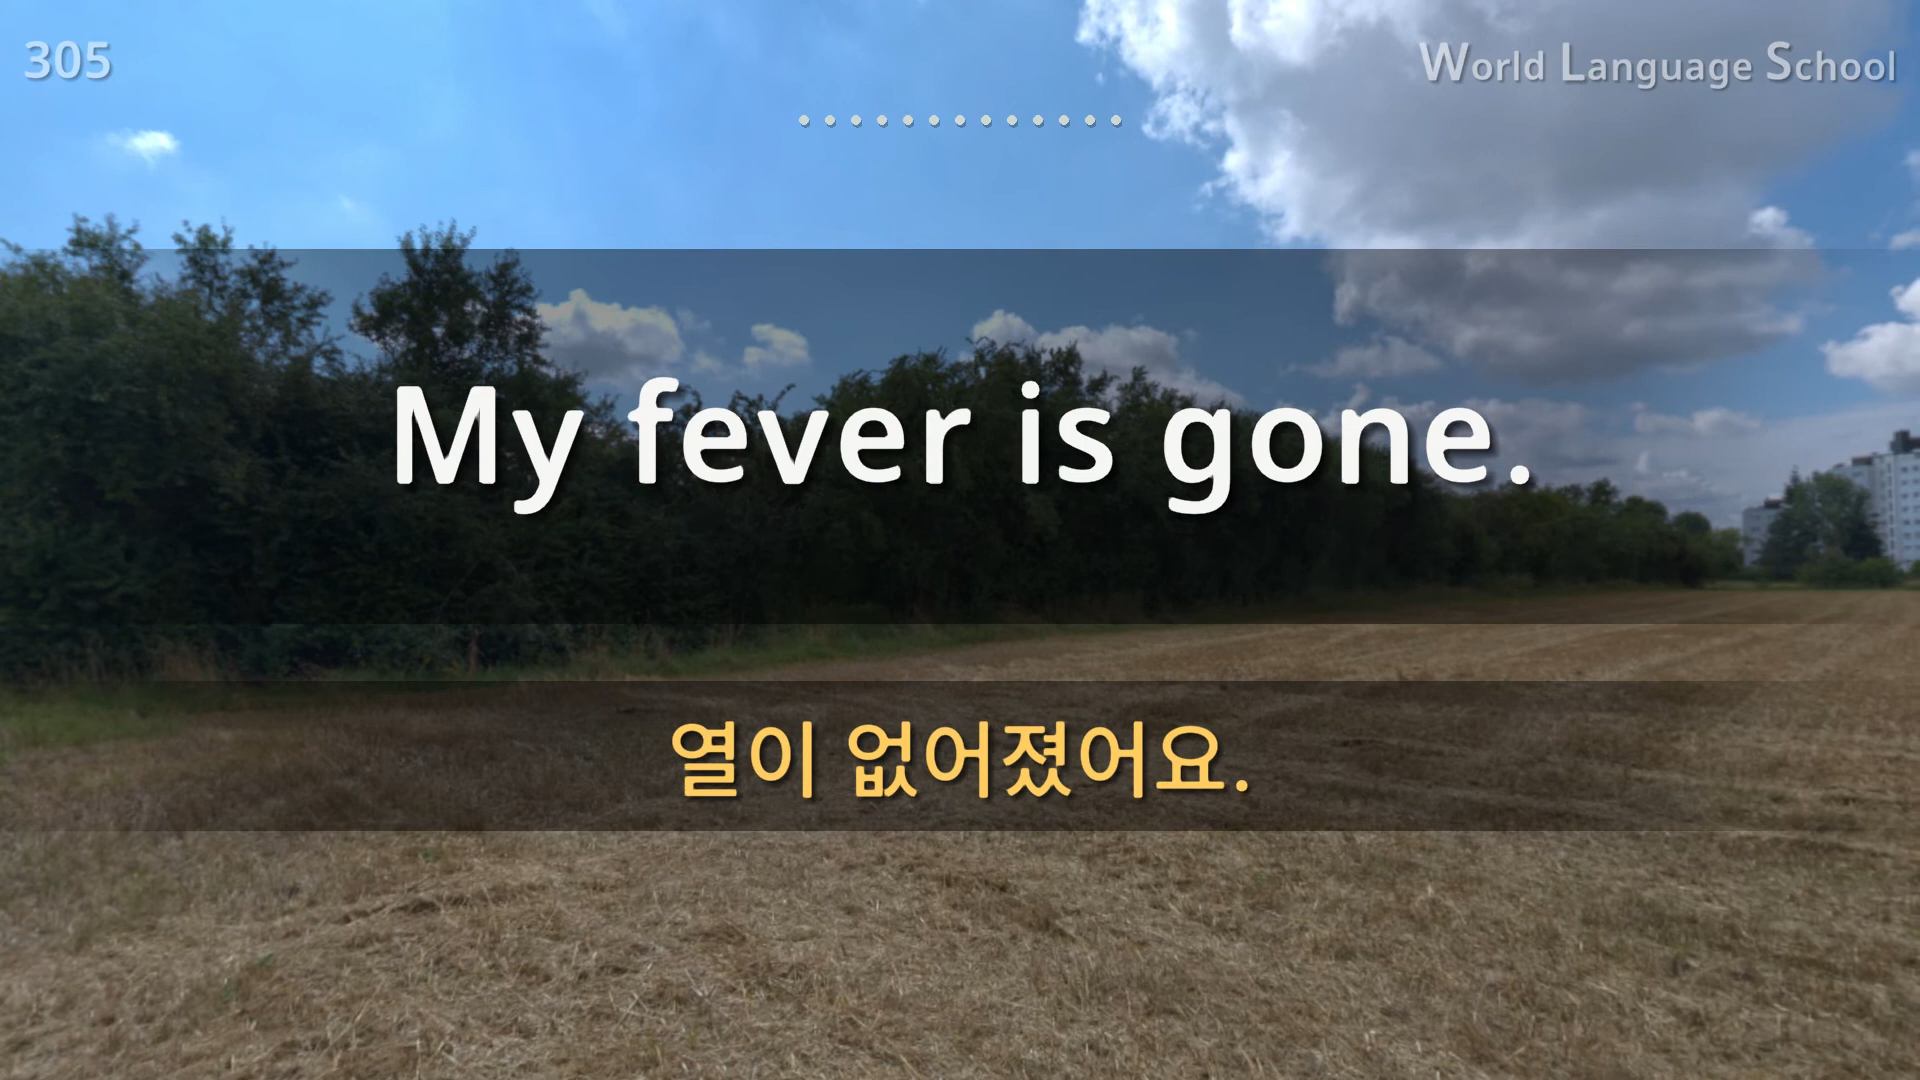 305
World Language School
My fever is gone.
열이 없어졌어요.